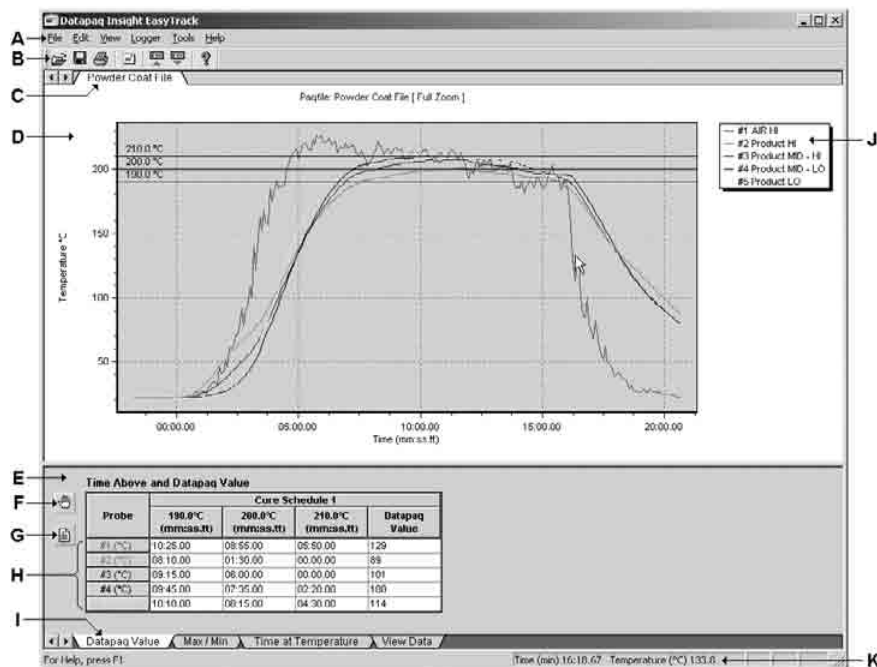 Datapaq Insight EasyTrack
A File Edit View Logger Tools Help
B
Powder Coat File
C
Paqfile: Powder Coat File [ Full Zoom ]
D
#1 AIR HI
#2 Product HI
#3 Product MID - HI
#4 Product MID - LO
#5 Product LO
J
210.0 °C
200.0 °C
190.0 °C
200
150
100
50
Temperature °C
00:00.00 05:00.00 10:00.00 15:00.00 20:00.00
Time (mm:ss.tt)
E
Time Above and Datapaq Value
F
G
H
Cure Schedule 1
Probe 190.0°C (mm:ss.tt) 200.0°C (mm:ss.tt) 210.0°C (mm:ss.tt) Datapaq Value
#1 (°C) 10:25.00 08:55.00 05:50.00 129
#2 (°C) 08:10.00 01:30.00 00:00.00 89
#3 (°C) 09:15.00 06:00.00 00:00.00 101
#4 (°C) 09:45.00 07:35.00 02:20.00
10:10.00 08:15.00 04:30.00 114
I
Datapaq Value Max / Min Time at Temperature View Data
For Help, press F1 Time (min) 16:18.67 Temperature (°C) 133.6
K